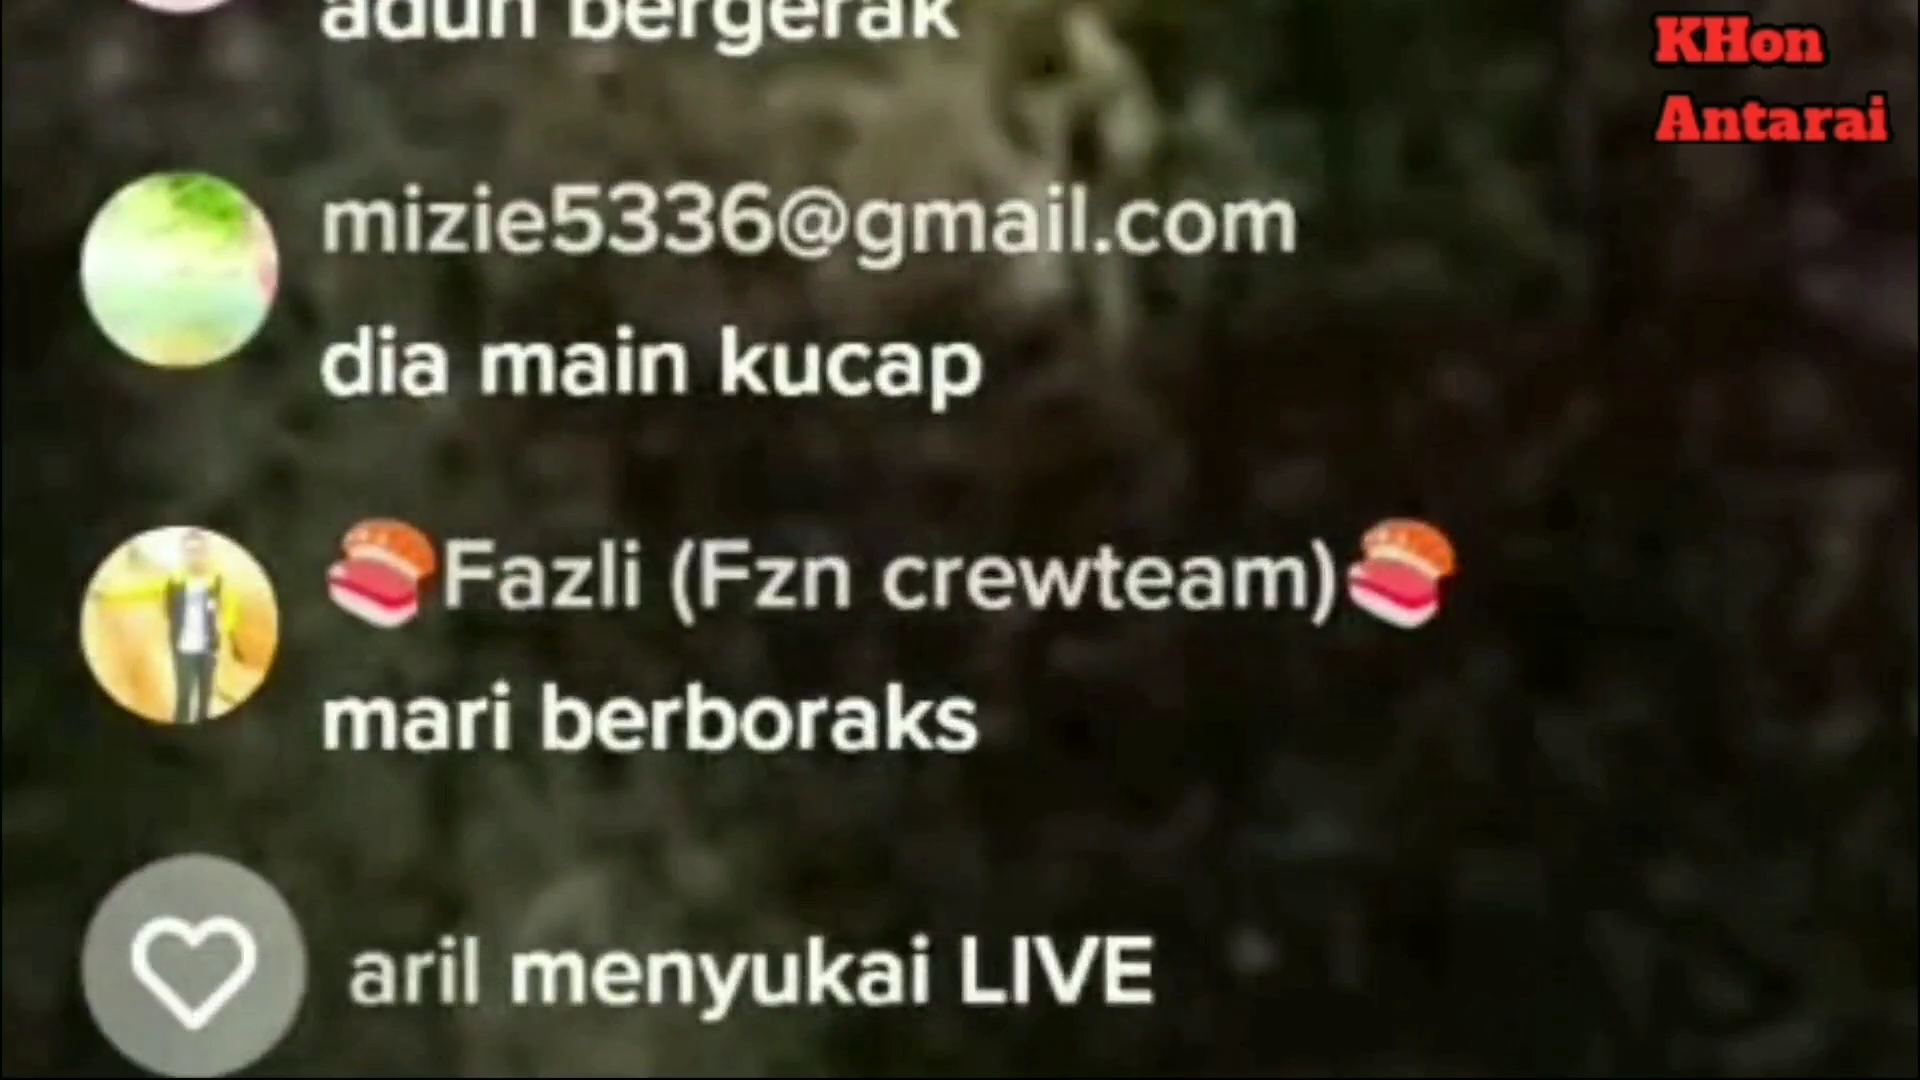 adun bergerak
KHon
Antarai
mizie5336@gmail.com
dia main kucap
🍣Fazli (Fzn crewteam)🍣
mari berboraks
aril menyukai LIVE